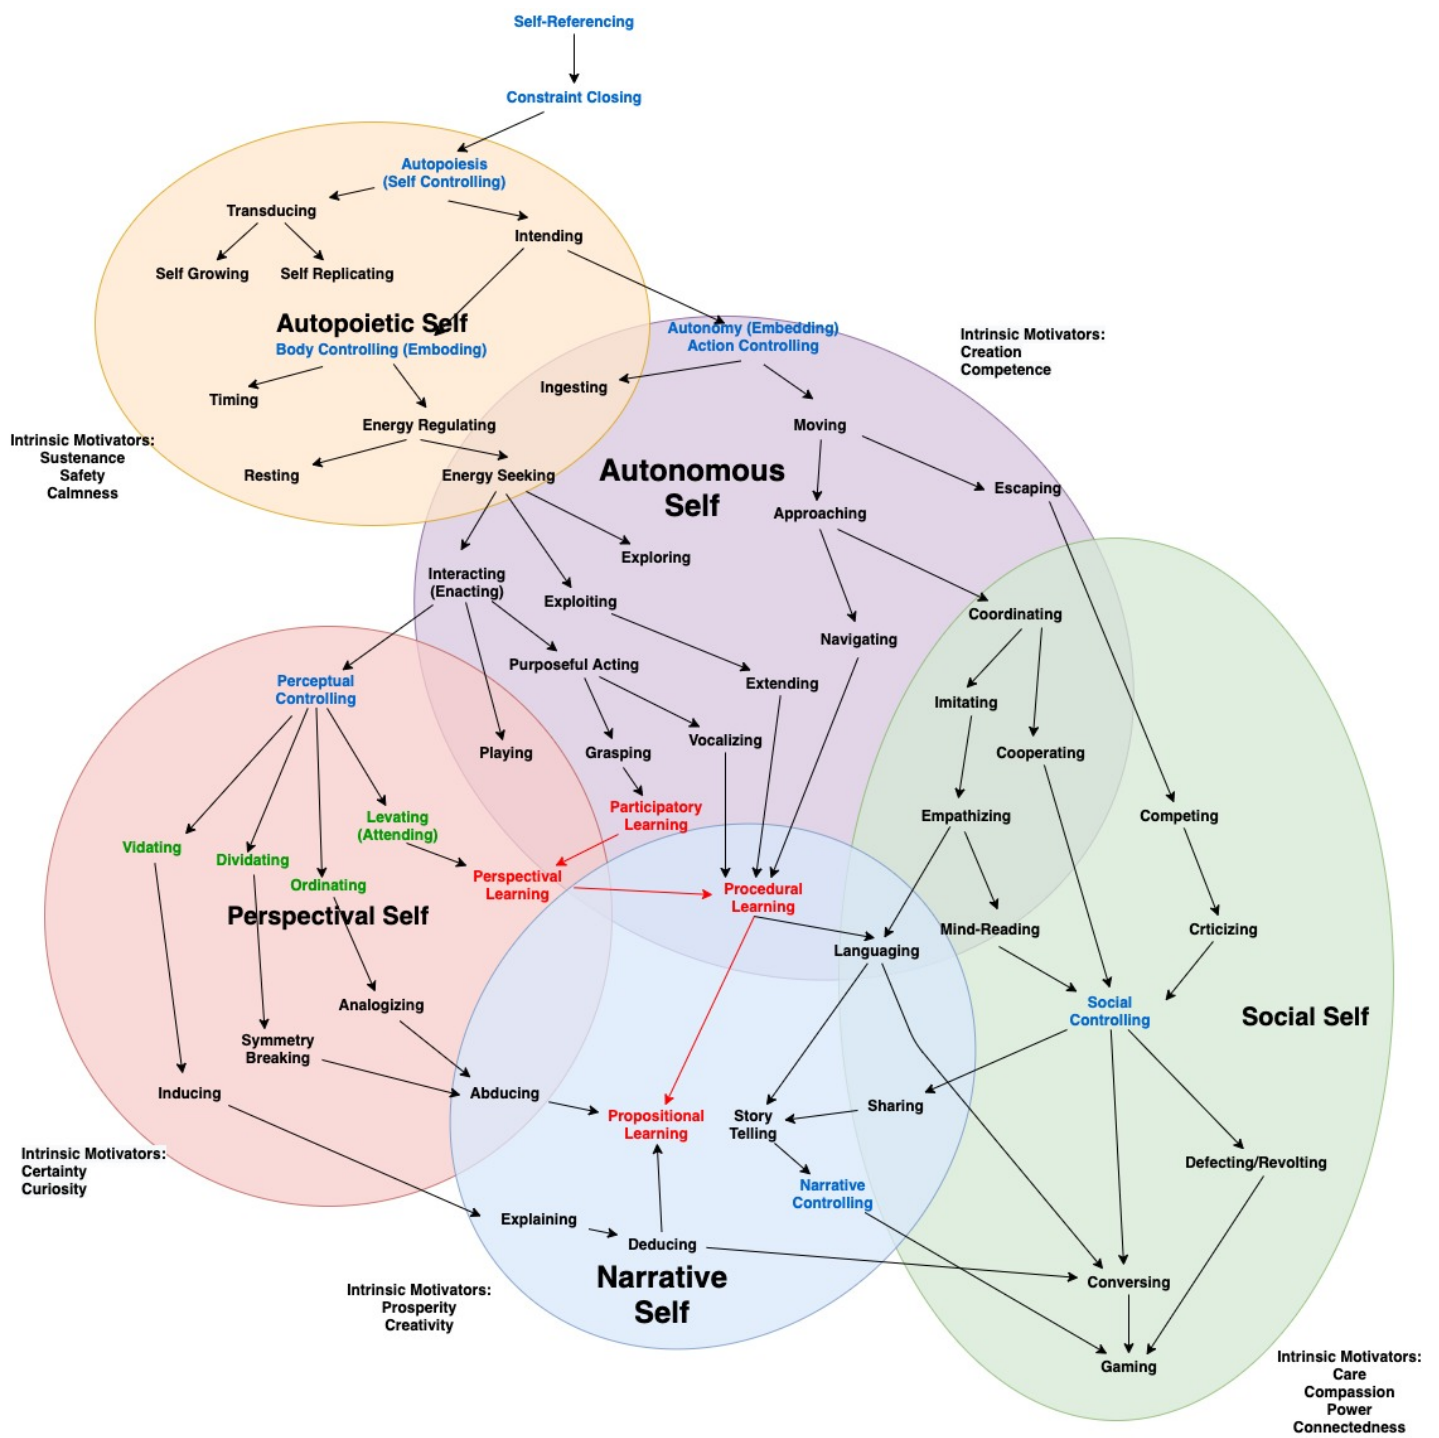 Self-Referencing
Constraint Closing
Autopoiesis
(Self Controlling)
Transducing
Intending
Self Growing
Self Replicating
Autopoietic Self
Body Controlling (Emboding)
Timing
Energy Regulating
Resting
Energy Seeking
Intrinsic Motivators:
Sustenance
Safety
Calmness
Autonomy (Embedding)
Action Controlling
Intrinsic Motivators:
Creation
Competence
Ingesting
Moving
Autonomous
Self
Escaping
Approaching
Exploring
Interacting
(Enacting)
Exploiting
Coordinating
Navigating
Purposeful Acting
Extending
Perceptual
Controlling
Imitating
Playing
Grasping
Vocalizing
Cooperating
Participatory
Learning
Levating
(Attending)
Empathizing
Competing
Vidating
Dividating
Ordinating
Perspectival
Learning
Procedural
Learning
Perspectival Self
Languaging
Mind-Reading
Crticizing
Analogizing
Social
Controlling
Social Self
Symmetry
Breaking
Inducing
Abducing
Propositional
Learning
Story
Telling
Sharing
Intrinsic Motivators:
Certainty
Curiosity
Defecting/Revolting
Narrative
Controlling
Explaining
Deducing
Narrative
Self
Conversing
Intrinsic Motivators:
Prosperity
Creativity
Gaming
Intrinsic Motivators:
Care
Compassion
Power
Connectedness